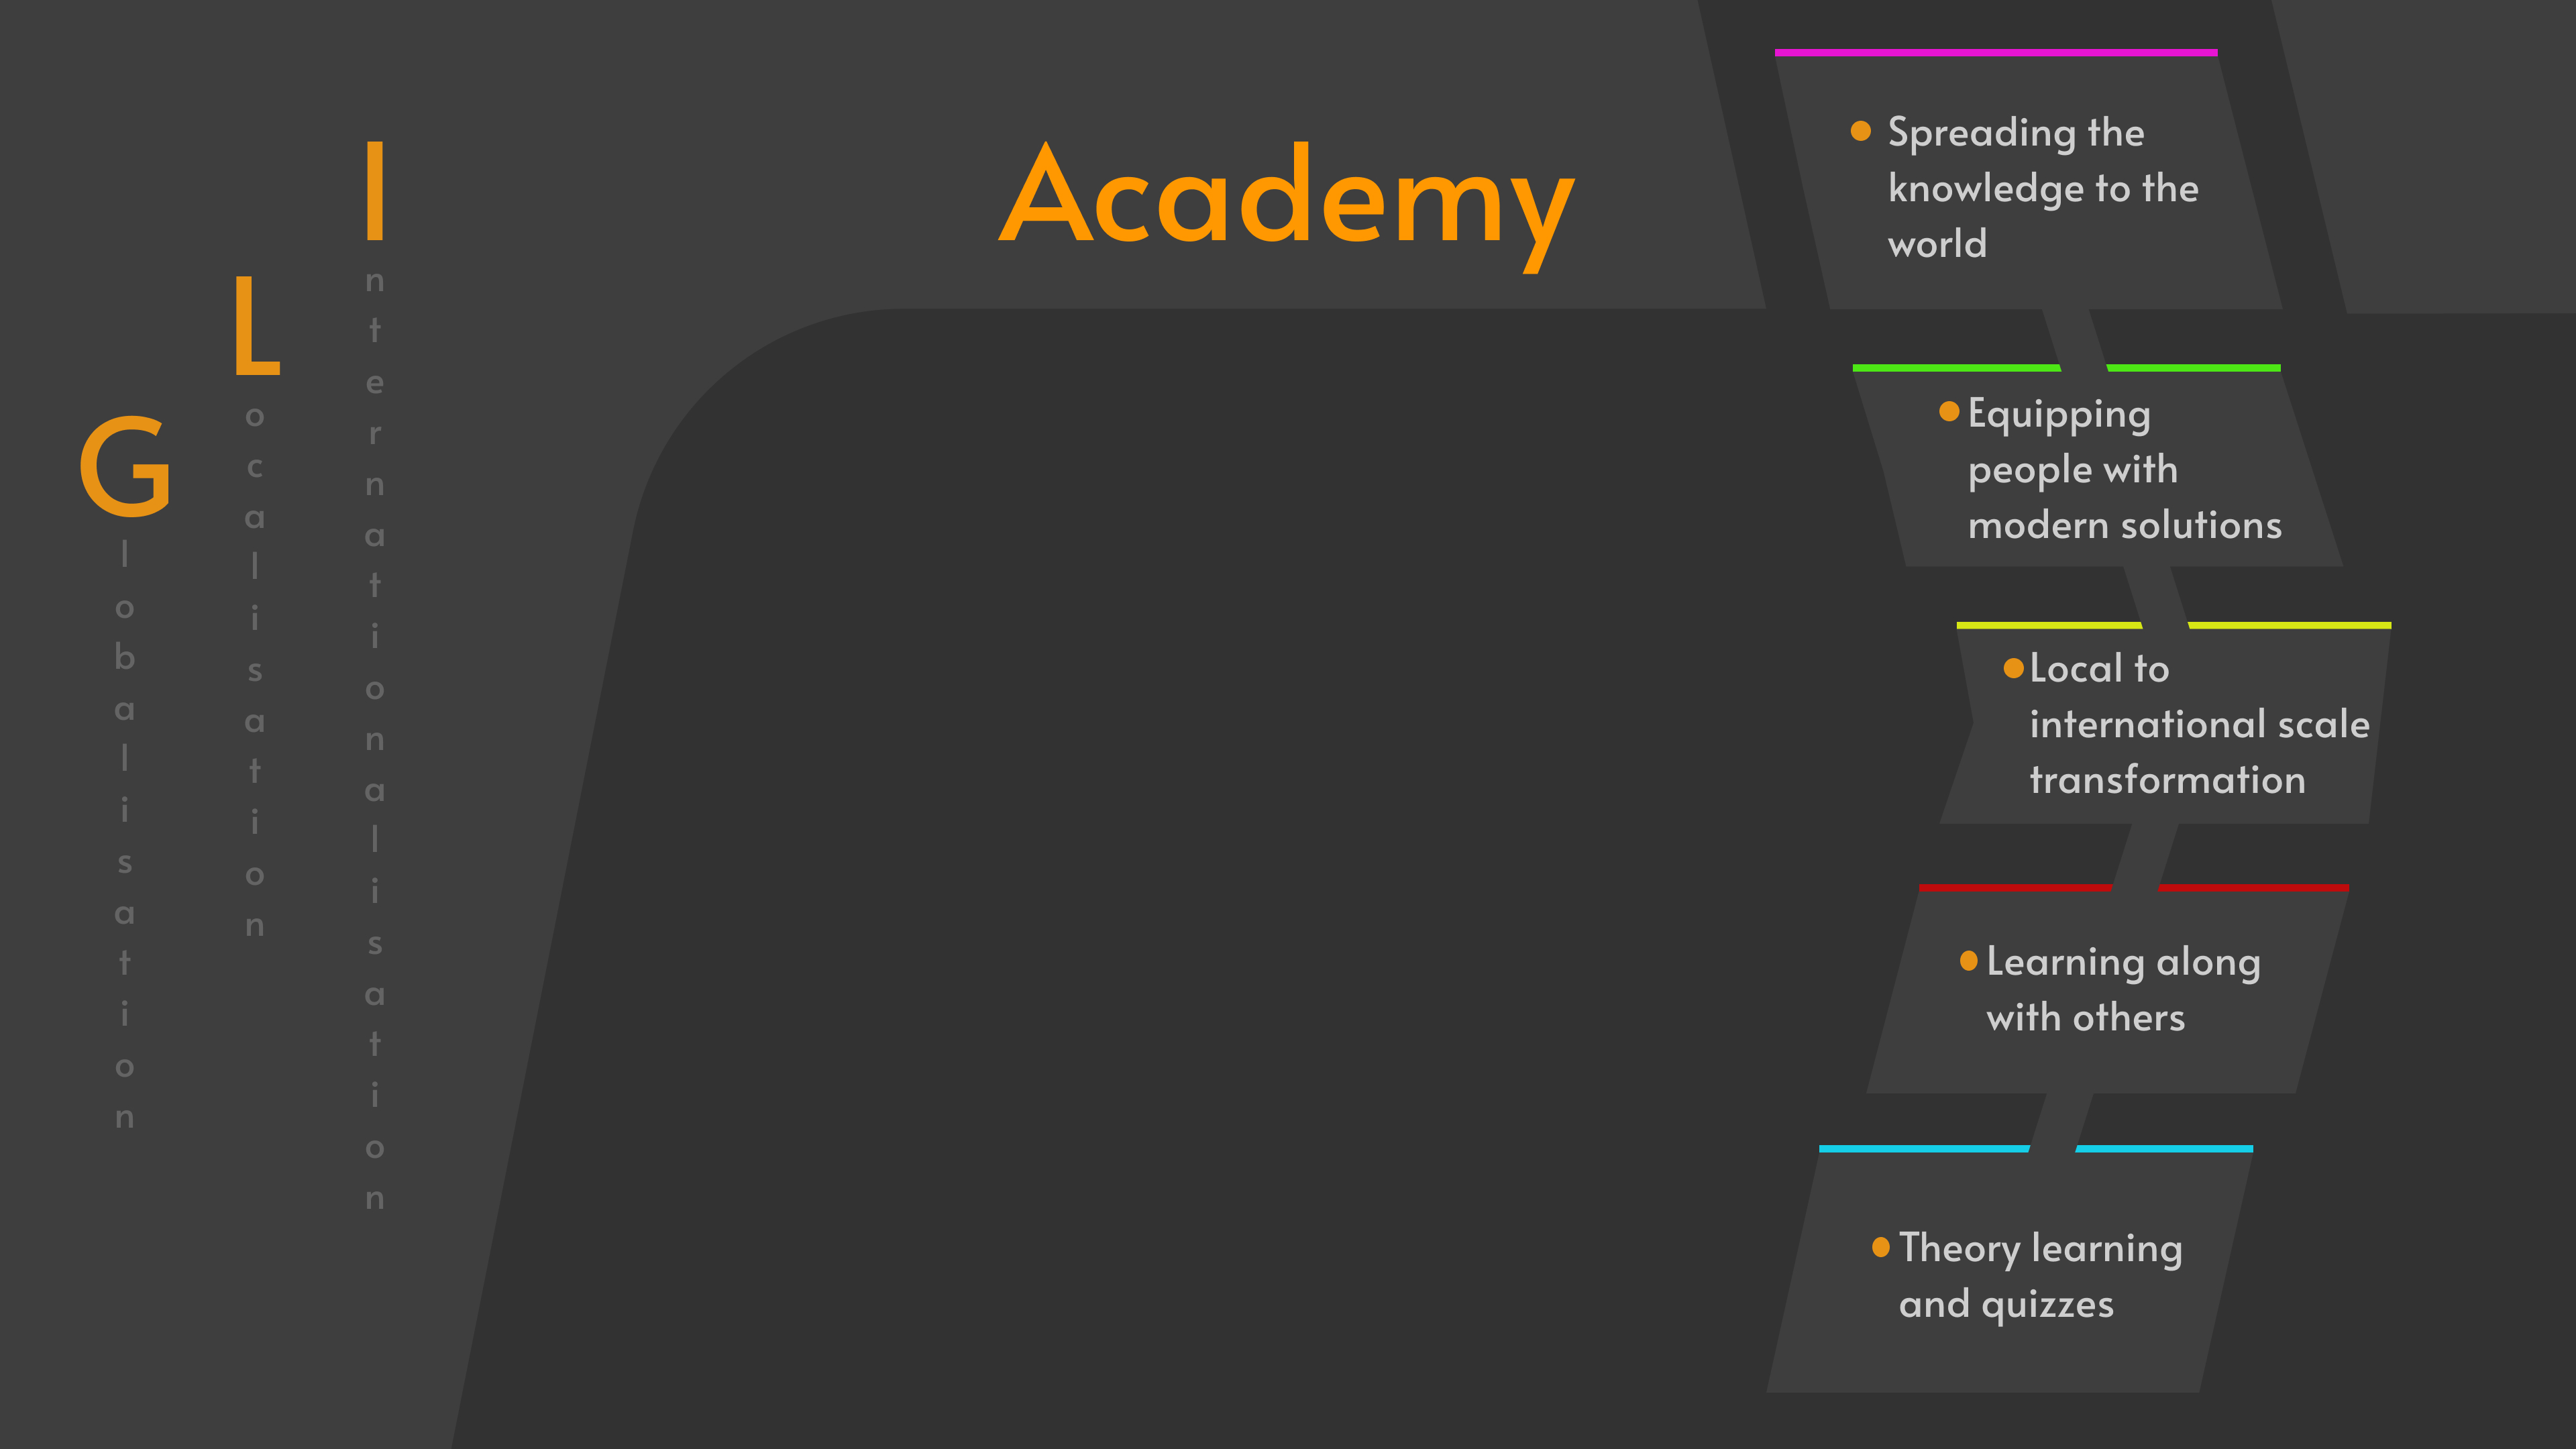 Globalisation
Localisation
Internationalisation
Academy
Spreading the
knowledge to the
world
Equipping
people with
modern solutions
Local to
international scale
transformation
Learning along
with others
Theory learning
and quizzes